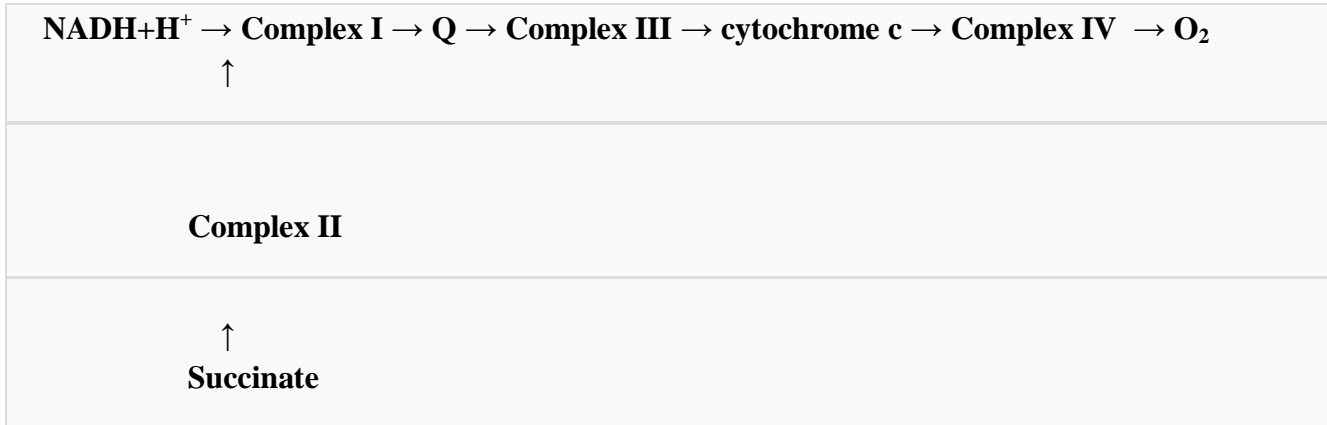 NADH+H⁺ → Complex I → Q → Complex III → cytochrome c → Complex IV → O₂
↑
Complex II
↑
Succinate